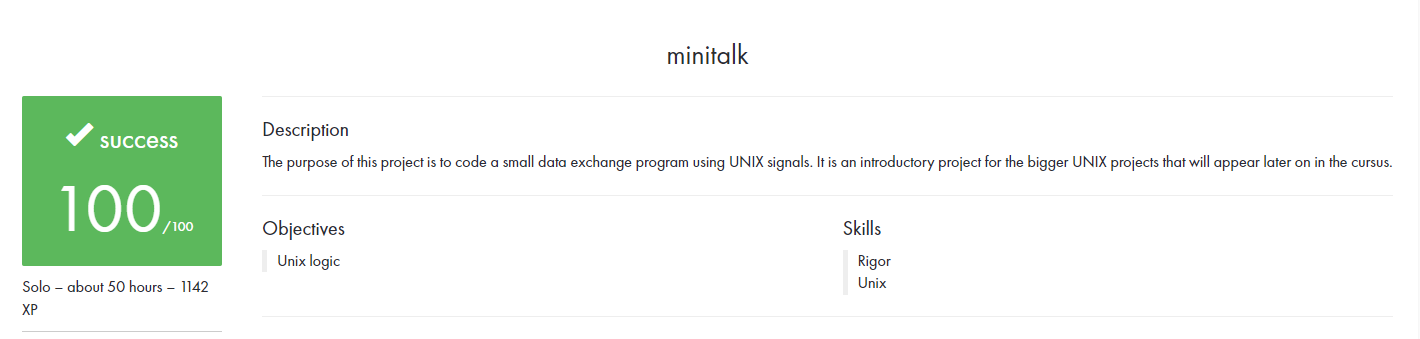 minitalk
success
100/100
Solo – about 50 hours – 1142
XP
Description
The purpose of this project is to code a small data exchange program using UNIX signals. It is an introductory project for the bigger UNIX projects that will appear later on in the cursus.
Objectives
Unix logic
Skills
Rigor
Unix